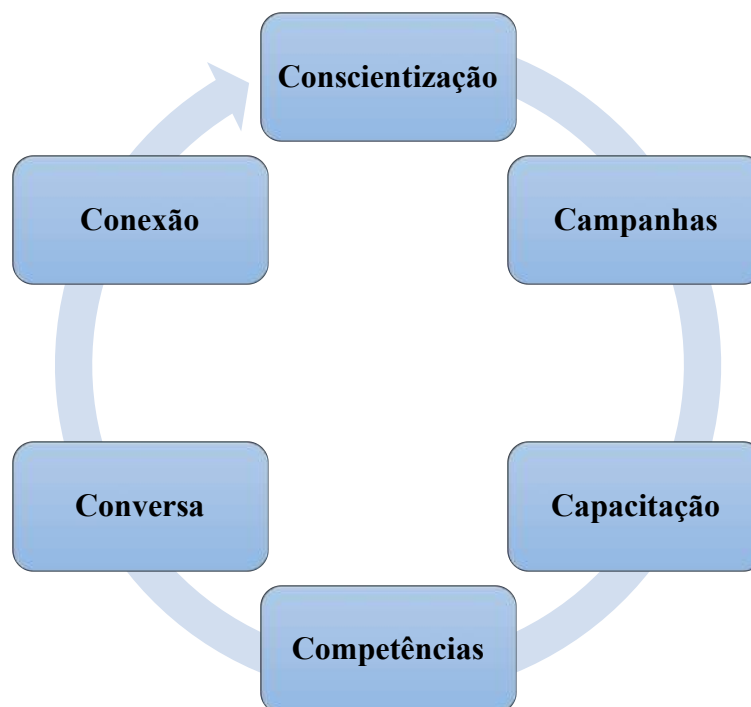 Conscientização
Campanhas
Capacitação
Competências
Conversa
Conexão